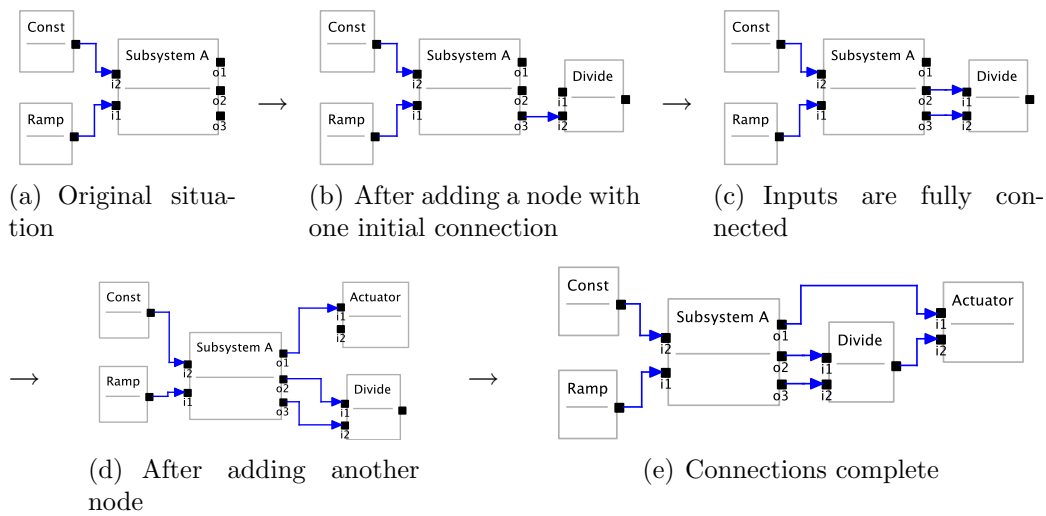 Const
Subsystem A
o1
i2
o2
Ramp
i1
o3
→
Const
Subsystem A
o1
Divide
i2
i1
o2
Ramp
i1
o3
i2
→
Const
Subsystem A
o1
Divide
i2
o2
i1
Ramp
i1
o3
i2
(a) Original situa-
tion
(b) After adding a node with
one initial connection
(c) Inputs are fully con-
nected
→
Const
Actuator
i1
i2
Subsystem A
o1
i2
Ramp
o2
Divide
i1
o3
i1
i2
→
Const
Actuator
Subsystem A
i1
o1
Divide
i2
i2
o2
i1
Ramp
i1
o3
i2
(d) After adding another
node
(e) Connections complete